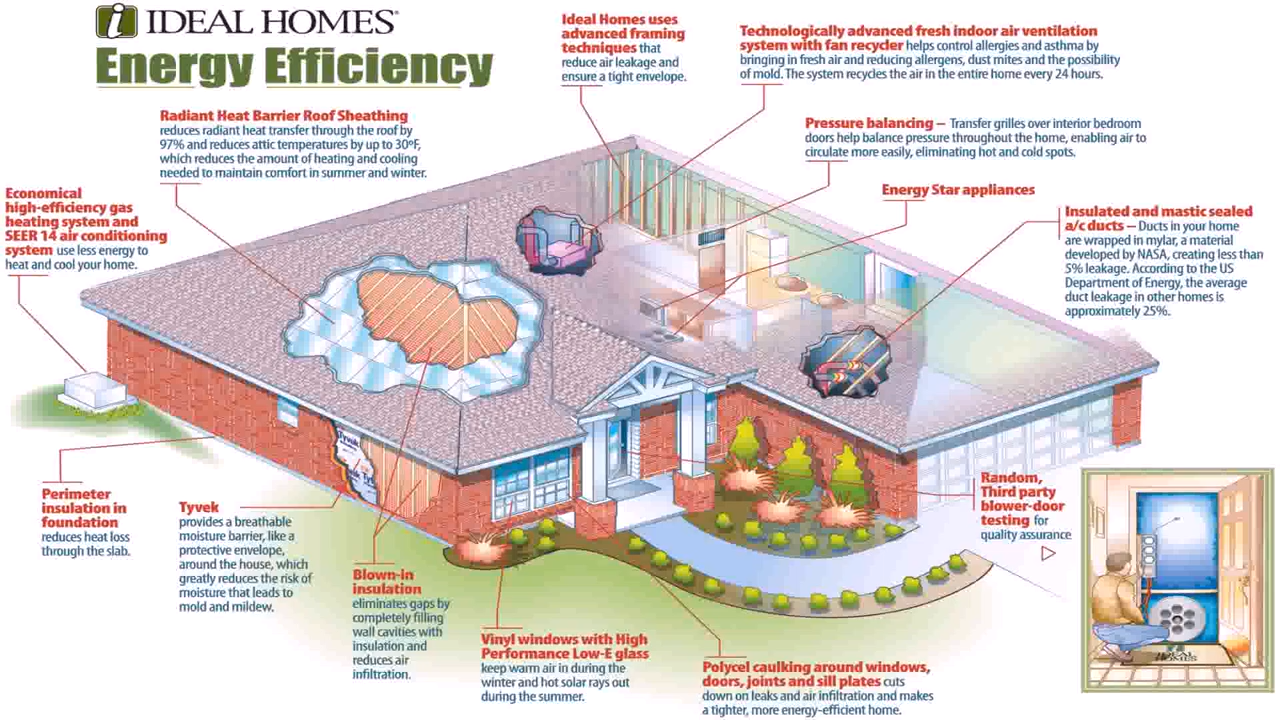 i IDEAL HOMES®
Energy Efficiency
Ideal Homes uses
advanced framing
techniques that
reduce air leakage and
ensure a tight envelope.
Technologically advanced fresh indoor air ventilation
system with fan recycler helps control allergies and asthma by
bringing in fresh air and reducing allergens, dust mites and the possibility
of mold. The system recycles the air in the entire home every 24 hours.
Radiant Heat Barrier Roof Sheathing
reduces radiant heat transfer through the roof by
97% and reduces attic temperatures by up to 30ºF,
which reduces the amount of heating and cooling
needed to maintain comfort in summer and winter.
Pressure balancing – Transfer grilles over interior bedroom
doors help balance pressure throughout the home, enabling air to
circulate more easily, eliminating hot and cold spots.
Energy Star appliances
Economical
high-efficiency gas
heating system and
SEER 14 air conditioning
system use less energy to
heat and cool your home.
Insulated and mastic sealed
a/c ducts – Ducts in your home
are wrapped in mylar, a material
developed by NASA, creating less than
5% leakage. According to the US
Department of Energy, the average
duct leakage in other homes is
approximately 25%.
Tyvek
Perimeter
insulation in
foundation
reduces heat loss
through the slab.
Tyvek
provides a breathable
moisture barrier, like a
protective envelope,
around the house, which
greatly reduces the risk of
moisture that leads to
mold and mildew.
Blown-in
insulation
eliminates gaps by
completely filling
wall cavities with
insulation and
reduces air
infiltration.
Vinyl windows with High
Performance Low-E glass
keep warm air in during the
winter and hot solar rays out
during the summer.
Polycel caulking around windows,
doors, joints and sill plates cuts
down on leaks and air infiltration and makes
a tighter, more energy-efficient home.
Random,
Third party
blower-door
testing for
quality assurance
IDEAL
HOMES